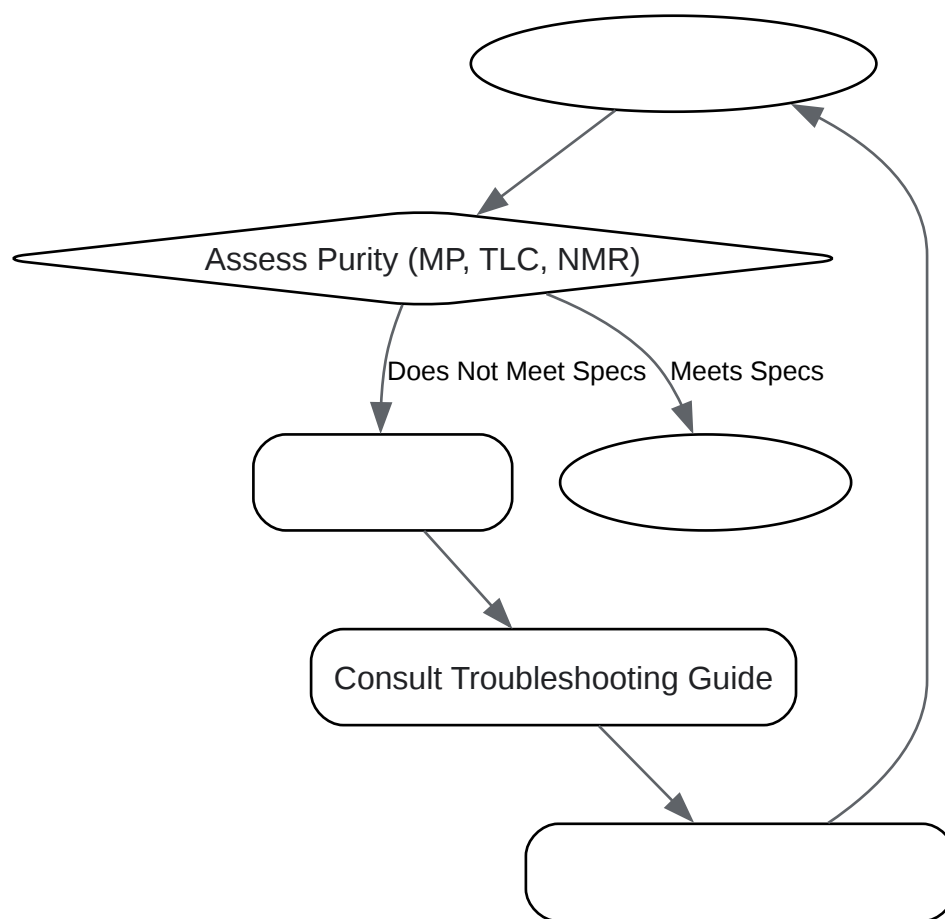 Assess Purity (MP, TLC, NMR)
Does Not Meet Specs
Meets Specs
Consult Troubleshooting Guide